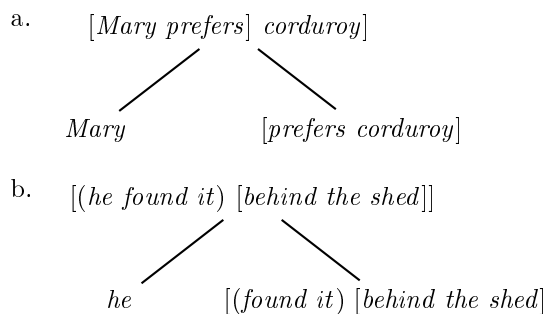 a. [Mary prefers] corduroy]
Mary [prefers corduroy]
b. [(he found it) [behind the shed]]
he [(found it) [behind the shed]